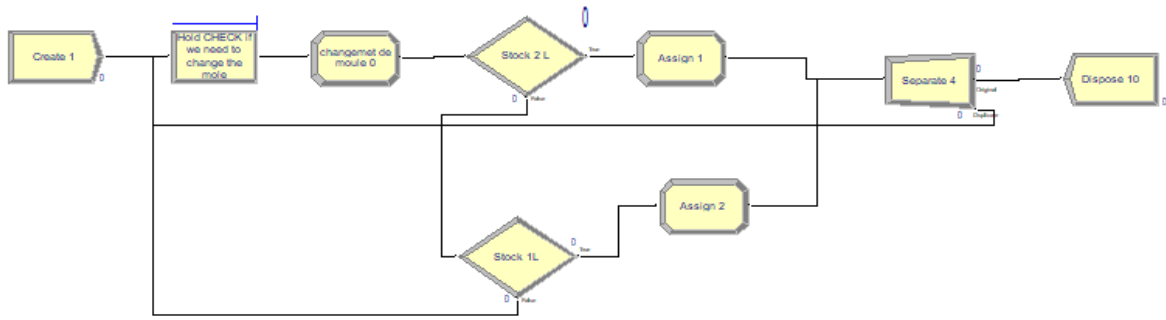 Create 1
0
Hold CHECK if
we need to
change the
mole
changemet de
moule 0
Stock 2 L
0
True
0
False
Assign 1
Separate 4
0
Original
0
Duplicate
Dispose 10
0
Assign 2
Stock 1L
0
True
0
False